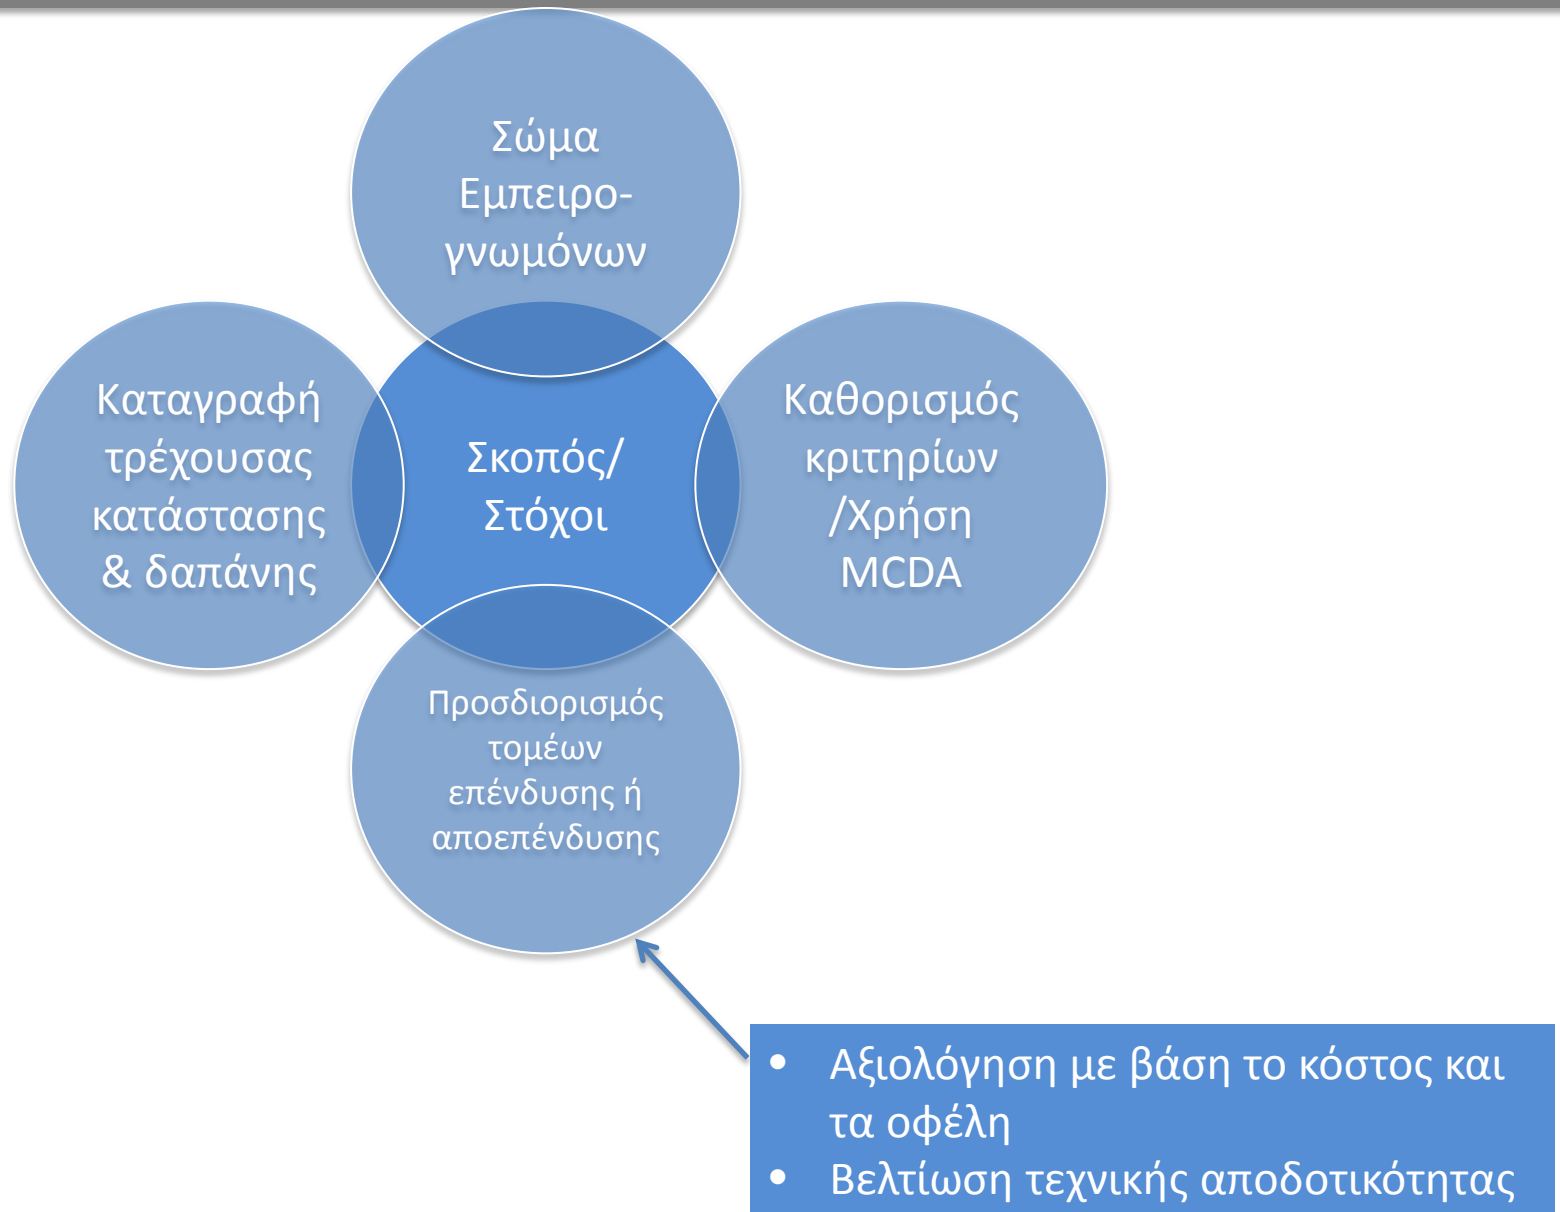 Σώμα
Εμπειρο-
γνωμόνων
Καταγραφή
τρέχουσας
κατάστασης
& δαπάνης
Σκοπός/
Στόχοι
Καθορισμός
κριτηρίων
/Χρήση
MCDA
Προσδιορισμός
τομέων
επένδυσης ή
αποεπένδυσης
• Αξιολόγηση με βάση το κόστος και
τα οφέλη
• Βελτίωση τεχνικής αποδοτικότητας